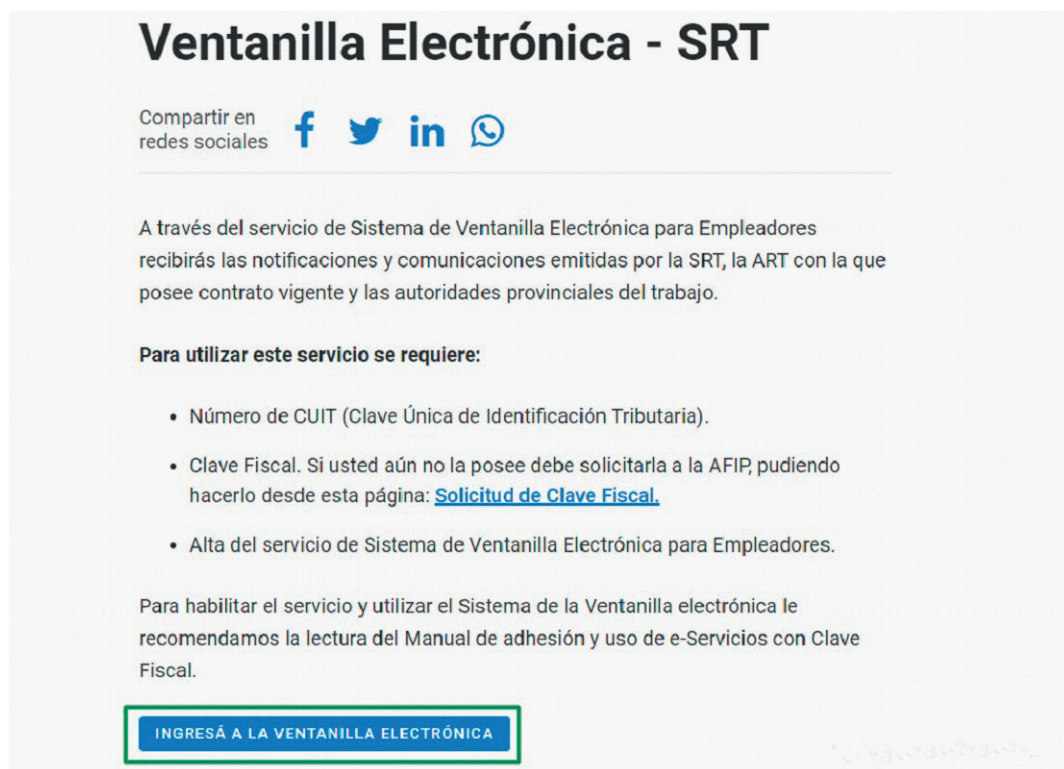 Ventanilla Electrónica - SRT
Compartir en
redes sociales
A través del servicio de Sistema de Ventanilla Electrónica para Empleadores
recibirás las notificaciones y comunicaciones emitidas por la SRT, la ART con la que
posee contrato vigente y las autoridades provinciales del trabajo.
Para utilizar este servicio se requiere:
• Número de CUIT (Clave Única de Identificación Tributaria).
• Clave Fiscal. Si usted aún no la posee debe solicitarla a la AFIP, pudiendo
hacerlo desde esta página: Solicitud de Clave Fiscal.
• Alta del servicio de Sistema de Ventanilla Electrónica para Empleadores.
Para habilitar el servicio y utilizar el Sistema de la Ventanilla electrónica le
recomendamos la lectura del Manual de adhesión y uso de e-Servicios con Clave
Fiscal.
INGRESÁ A LA VENTANILLA ELECTRÓNICA